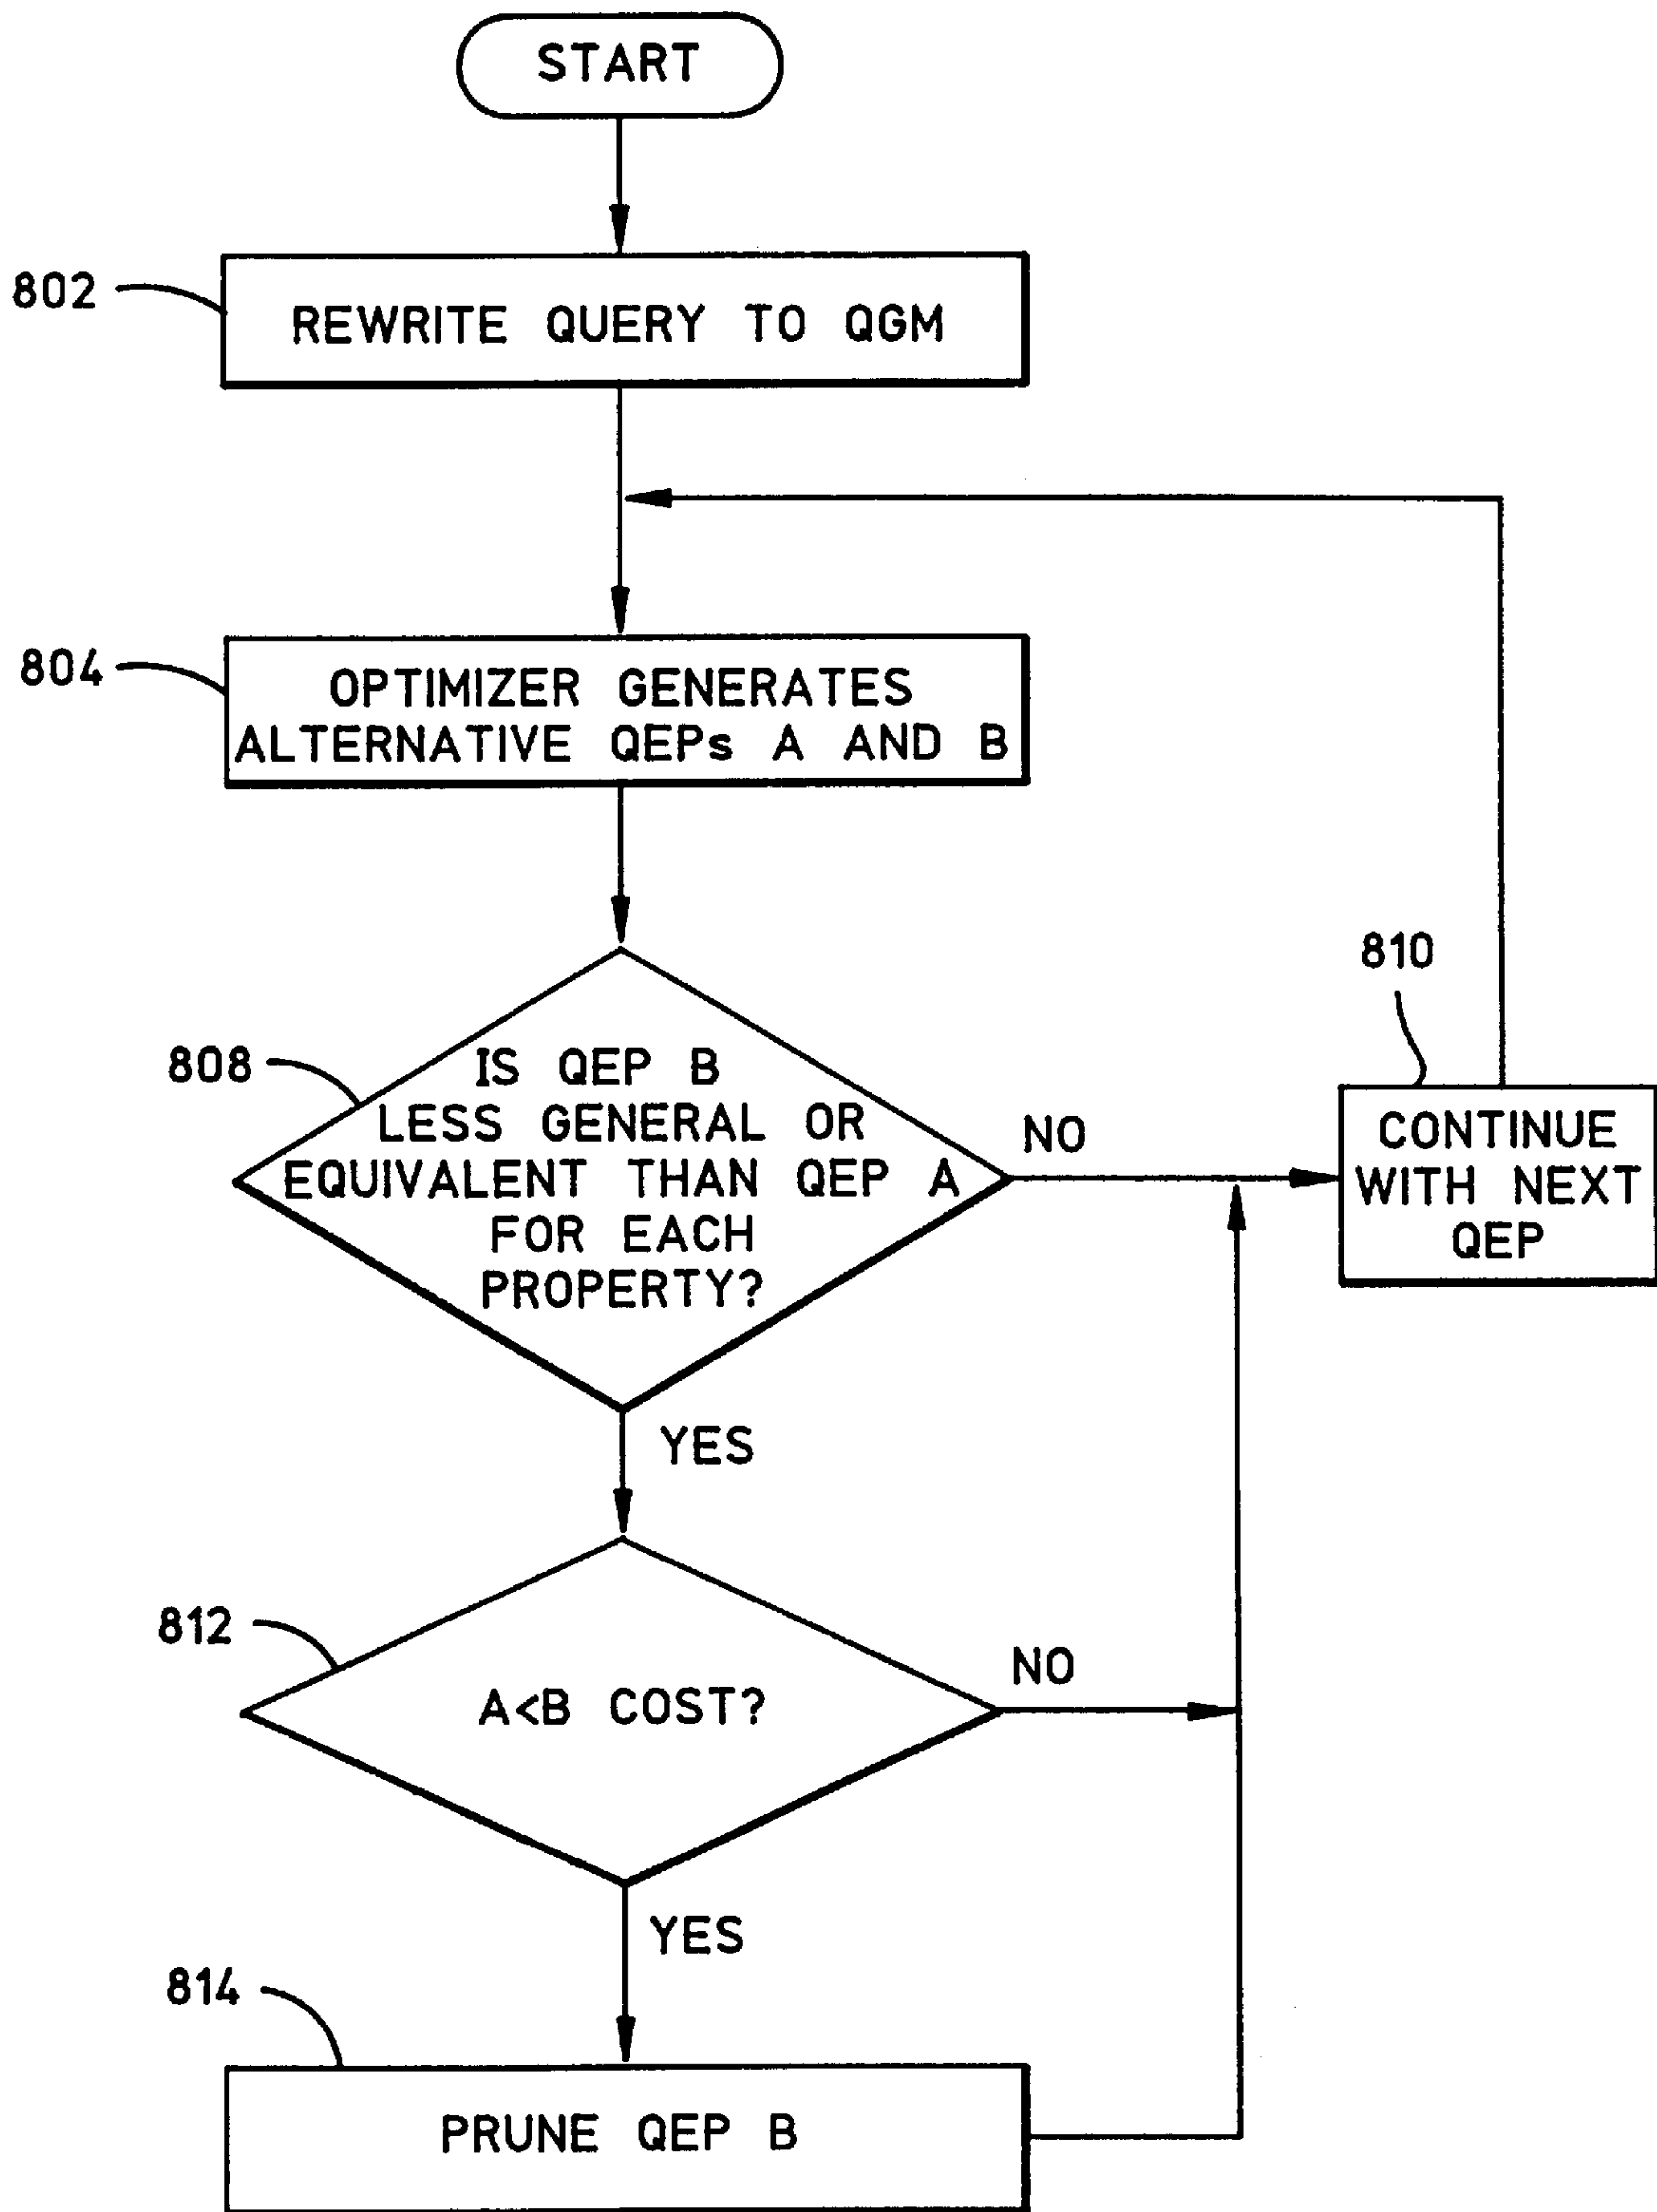 START
802
REWRITE QUERY TO QGM
804
OPTIMIZER GENERATES
ALTERNATIVE QEPs A AND B
810
808
IS QEP B
LESS GENERAL OR
EQUIVALENT THAN QEP A
FOR EACH
PROPERTY?
NO
CONTINUE
WITH NEXT
QEP
YES
812
A<B COST?
NO
YES
814
PRUNE QEP B